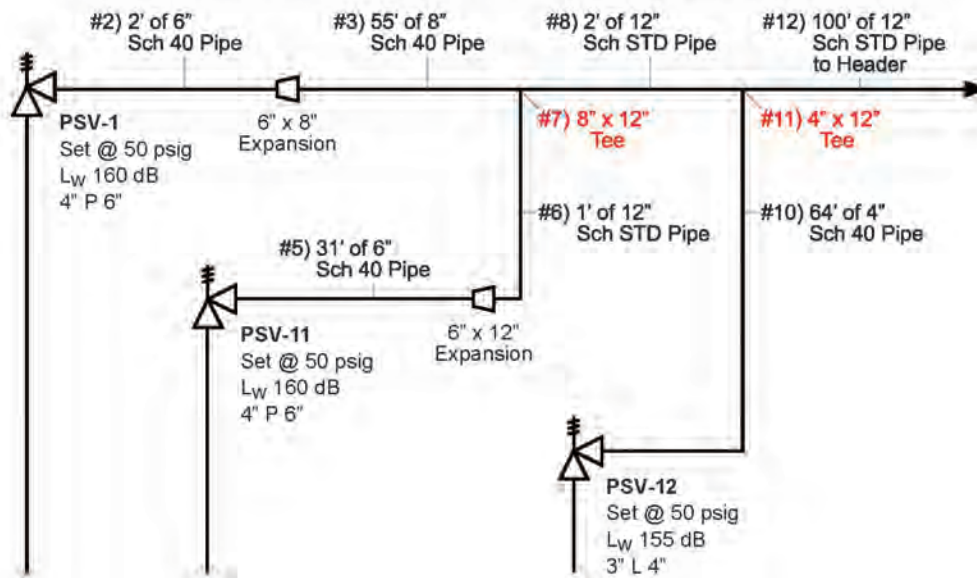 #2) 2' of 6"
Sch 40 Pipe
#3) 55' of 8"
Sch 40 Pipe
#8) 2' of 12"
Sch STD Pipe
#12) 100' of 12"
Sch STD Pipe
to Header
PSV-1
Set @ 50 psig
LW 160 dB
4" P 6"
6" x 8"
Expansion
#7) 8" x 12"
Tee
#11) 4" x 12"
Tee
#5) 31' of 6"
Sch 40 Pipe
#6) 1' of 12"
Sch STD Pipe
#10) 64' of 4"
Sch 40 Pipe
PSV-11
Set @ 50 psig
LW 160 dB
4" P 6"
6" x 12"
Expansion
PSV-12
Set @ 50 psig
LW 155 dB
3" L 4"